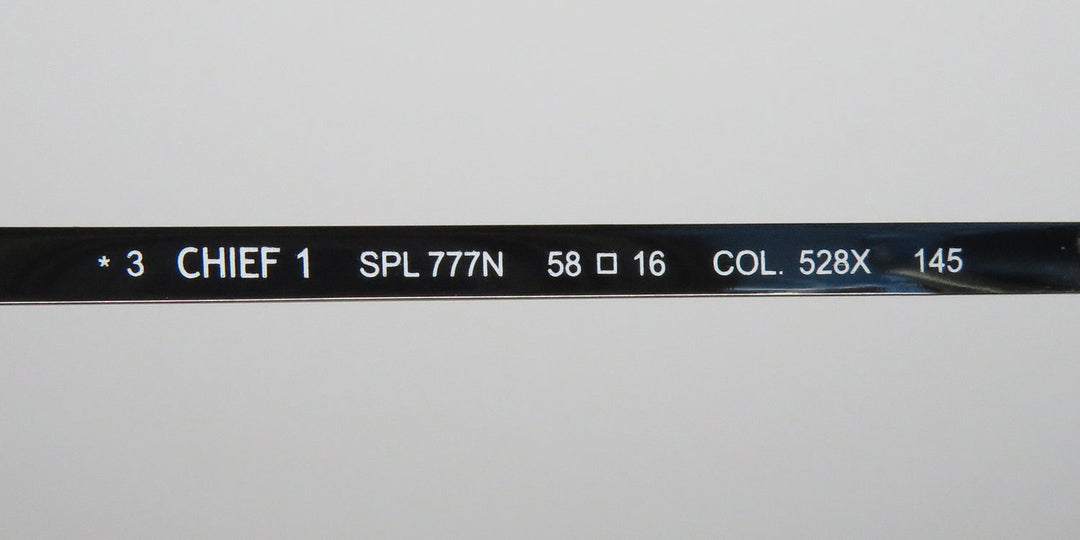 * 3 CHIEF 1 SPL 777N 58 □ 16 COL. 528X 145